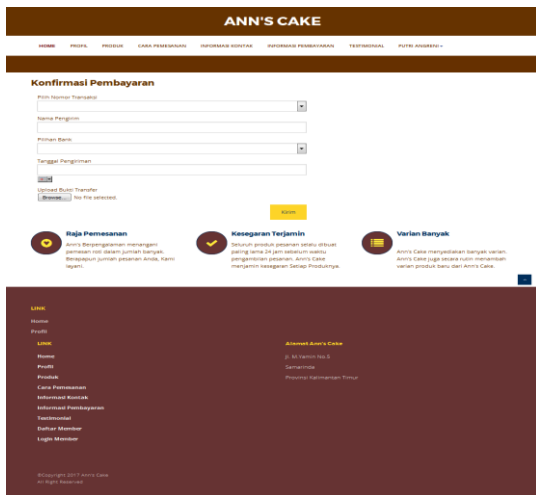 ANN'S CAKE
HOME PROFIL PRODUK CARA PEMESANAN INFORMASI KONTAK INFORMASI PEMBAYARAN TESTIMONIAL PUTRI ANGRENI
Konfirmasi Pembayaran
Pilih Nomor Transaksi
Nama Pengirim
Pilihan Bank
Tanggal Pengiriman
Upload Bukti Transfer
Browse... No file selected.
Kirim
Raja Pemesanan
Ann's Berpengalaman menangani
pemesan roti dalam jumlah banyak.
Berapapun jumlah pesanan Anda, Kami
layani.
Kesegaran Terjamin
Seluruh produk pesanan selalu dibuat
paling lama 24 jam sebelum waktu
pengambilan pesanan. Ann's Cake
menjamin kesegaran Setiap Produknya.
Varian Banyak
Ann's Cake menyediakan banyak varian.
Ann's Cake juga secara rutin menambah
varian produk baru dari Ann's Cake.
LINK
Home
Profil
LINK
Home
Profil
Produk
Cara Pemesanan
Informasi Kontak
Informasi Pembayaran
Testimonial
Daftar Member
Login Member
Alamat Ann's Cake
Jl. M.Yamin No.5
Samarinda
Provinsi Kalimantan Timur
©Copyright 2017 Ann's Cake
All Right Reserved